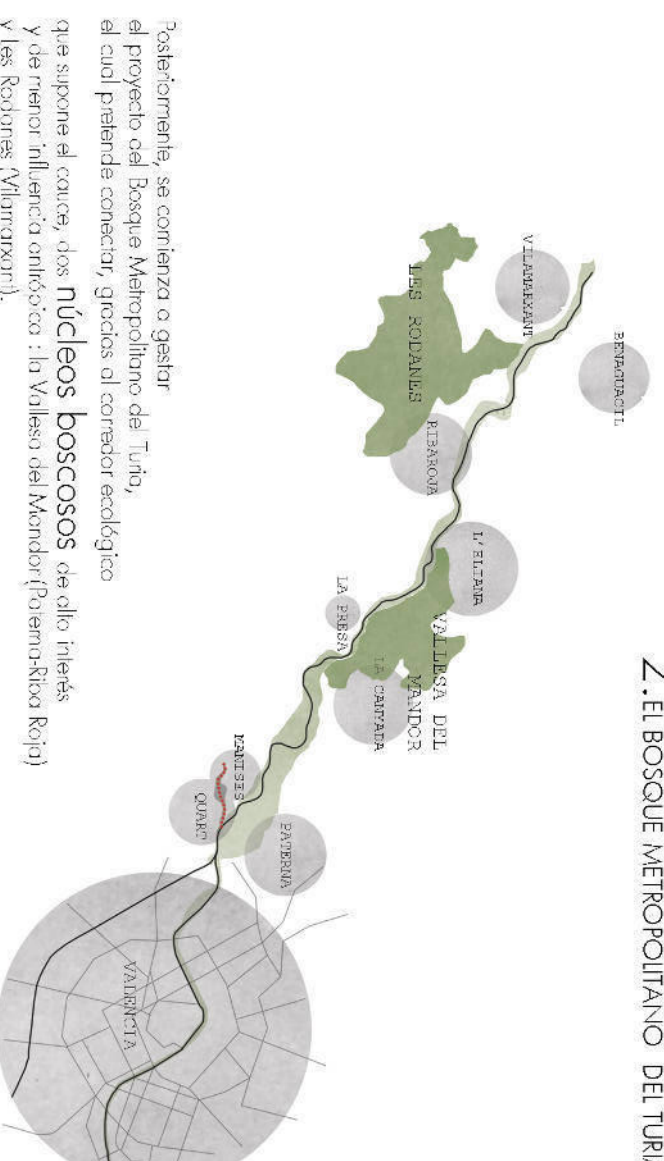 2.EL BOSQUE METROPOLITANO DEL TURIA
BENAGUACIL
VILAMARXANT
LES RODANES
RIBAROJA
L'ELIANA
VALLESA DEL
MANDOR
LA CANYADA
LA PRESA
MANISES
QUART
PATERNA
VALENCIA
Posteriormente, se comienza a gestar
el proyecto del Bosque Metropolitano del Turia,
el cual pretende conectar, gracias al corredor ecológico
que supone el cauce, dos núcleos boscosos de alto interés
y de menor influencia antrópica : la Vallesa del Mandor(Paterna-Riba Roja)
y Les Rodanes (Vilamarxant).